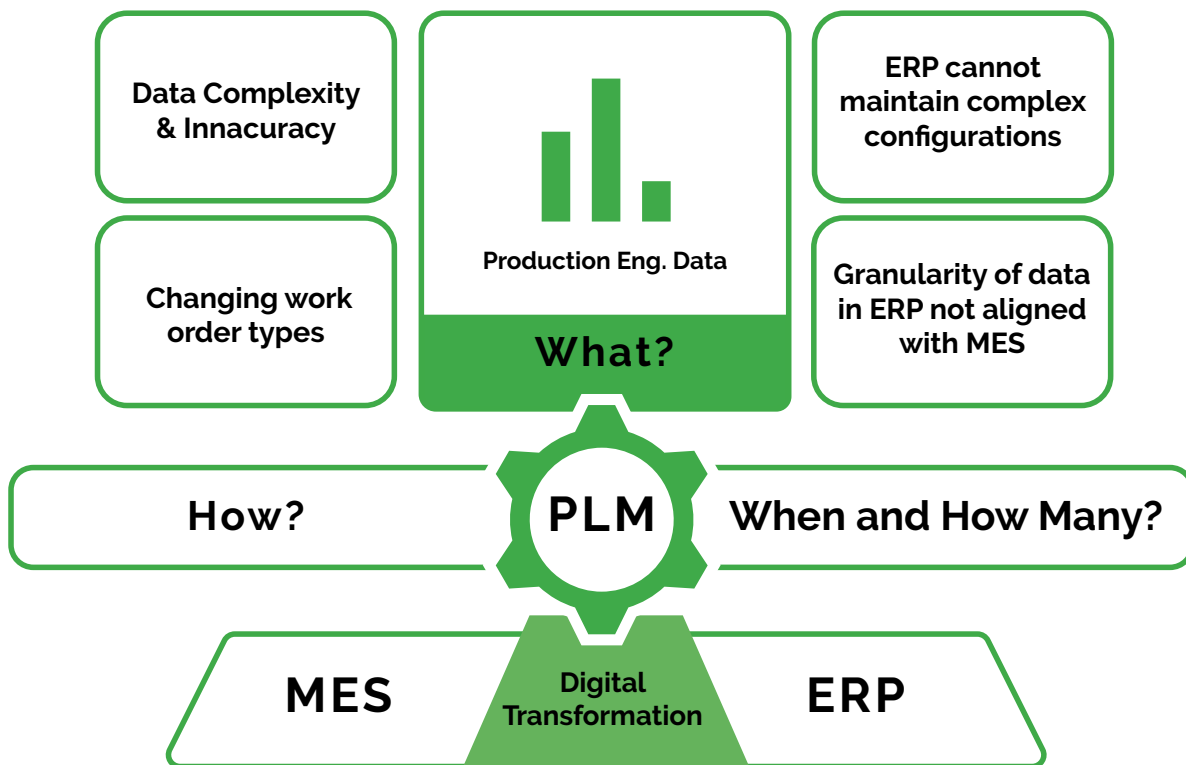 Data Complexity
& Innacuracy
Changing work
order types
Production Eng. Data
What?
ERP cannot
maintain complex
configurations
Granularity of data
in ERP not aligned
with MES
How?
PLM
When and How Many?
MES
Digital
Transformation
ERP